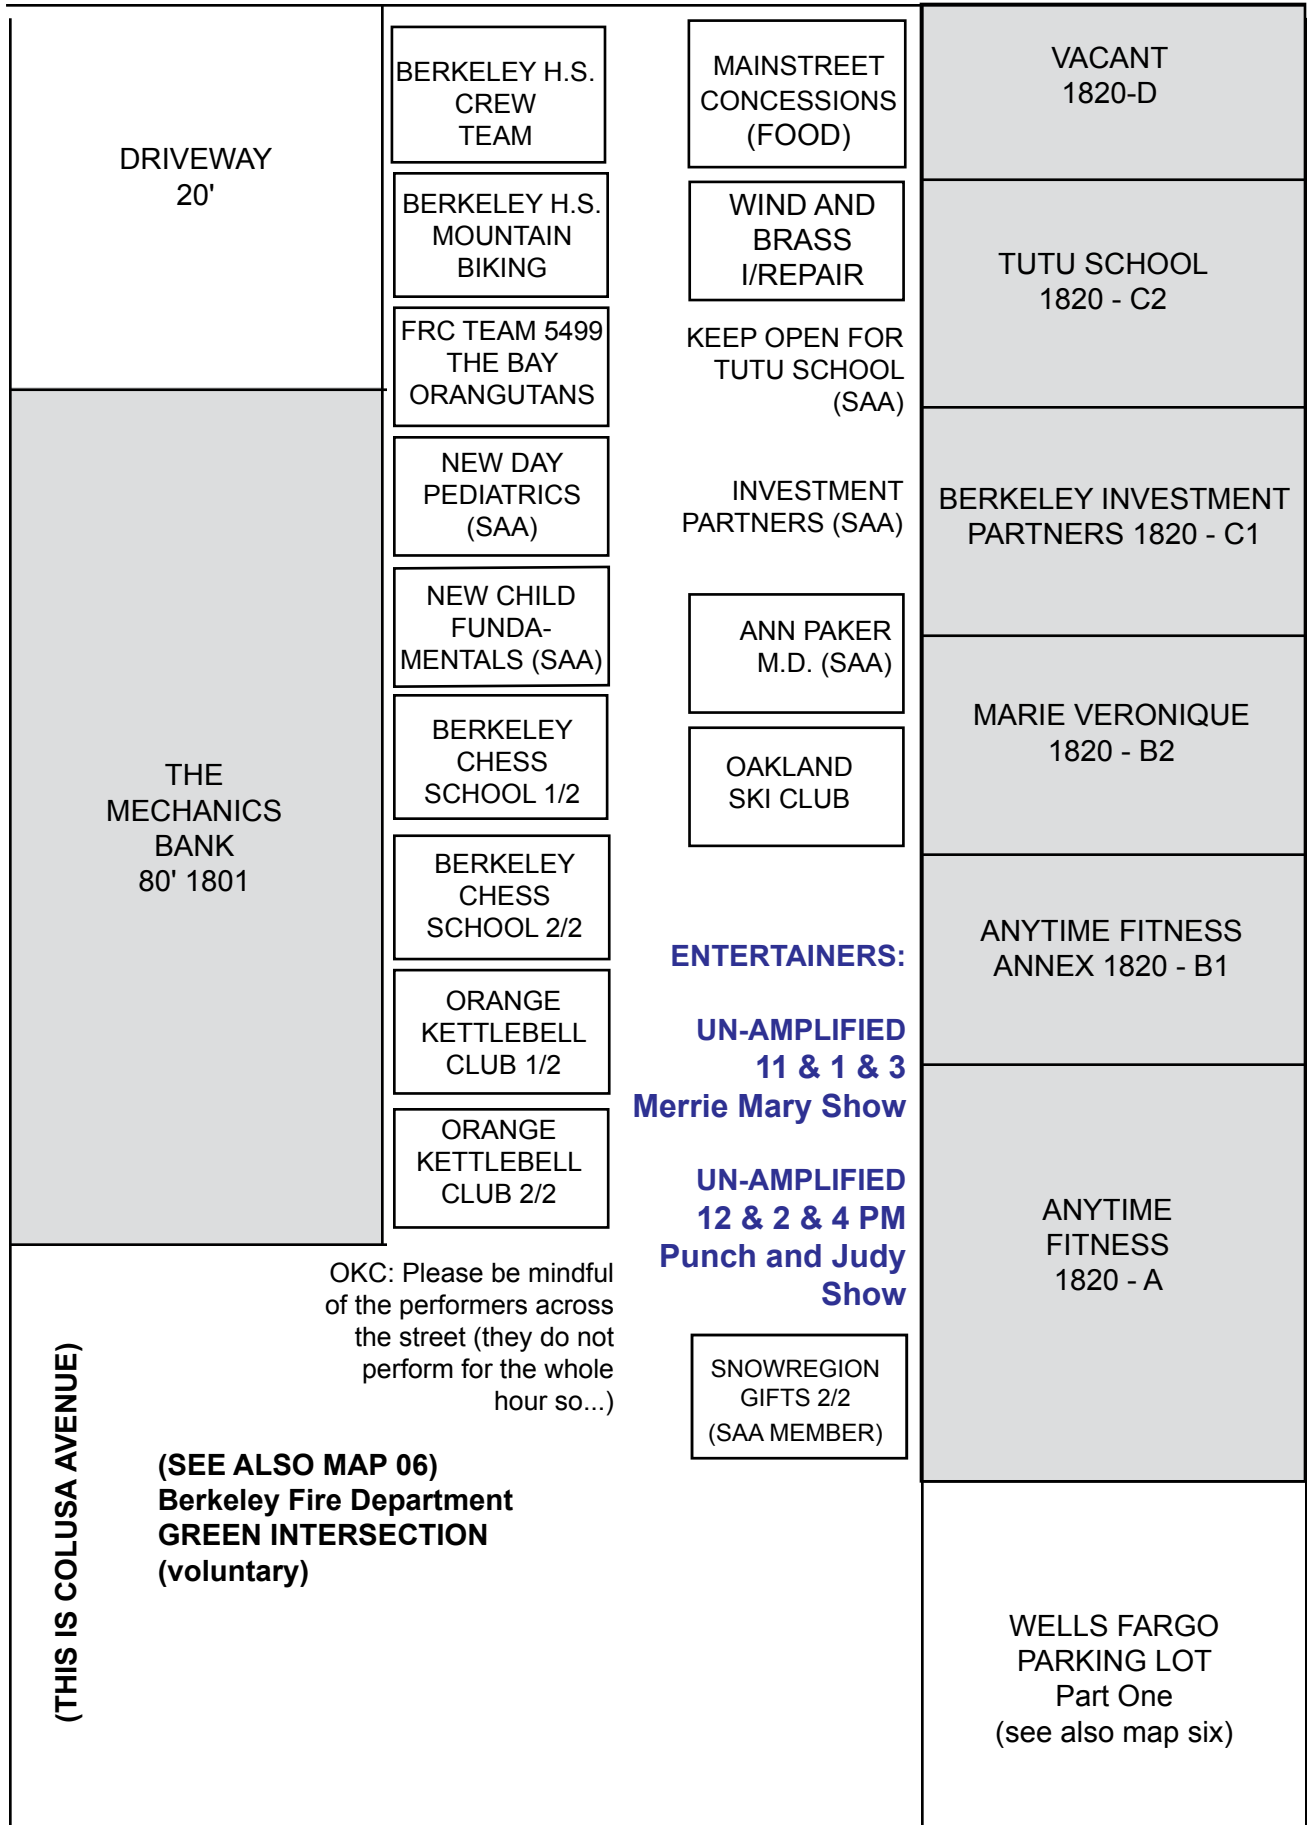 DRIVEWAY
20'
THE
MECHANICS
BANK
80' 1801
(THIS IS COLUSA AVENUE)
BERKELEY H.S.
CREW
TEAM
BERKELEY H.S.
MOUNTAIN
BIKING
FRC TEAM 5499
THE BAY
ORANGUTANS
NEW DAY
PEDIATRICS
(SAA)
NEW CHILD
FUNDA-
MENTALS (SAA)
BERKELEY
CHESS
SCHOOL 1/2
BERKELEY
CHESS
SCHOOL 2/2
ORANGE
KETTLEBELL
CLUB 1/2
ORANGE
KETTLEBELL
CLUB 2/2
OKC: Please be mindful
of the performers across
the street (they do not
perform for the whole
hour so...)
(SEE ALSO MAP 06)
Berkeley Fire Department
GREEN INTERSECTION
(voluntary)
MAINSTREET
CONCESSIONS
(FOOD)
WIND AND
BRASS
I/REPAIR
KEEP OPEN FOR
TUTU SCHOOL
(SAA)
INVESTMENT
PARTNERS (SAA)
ANN PAKER
M.D. (SAA)
OAKLAND
SKI CLUB
ENTERTAINERS:
UN-AMPLIFIED
11 & 1 & 3
Merrie Mary Show
UN-AMPLIFIED
12 & 2 & 4 PM
Punch and Judy
Show
SNOWREGION
GIFTS 2/2
(SAA MEMBER)
VACANT
1820-D
TUTU SCHOOL
1820 - C2
BERKELEY INVESTMENT
PARTNERS 1820 - C1
MARIE VERONIQUE
1820 - B2
ANYTIME FITNESS
ANNEX 1820 - B1
ANYTIME
FITNESS
1820 - A
WELLS FARGO
PARKING LOT
Part One
(see also map six)